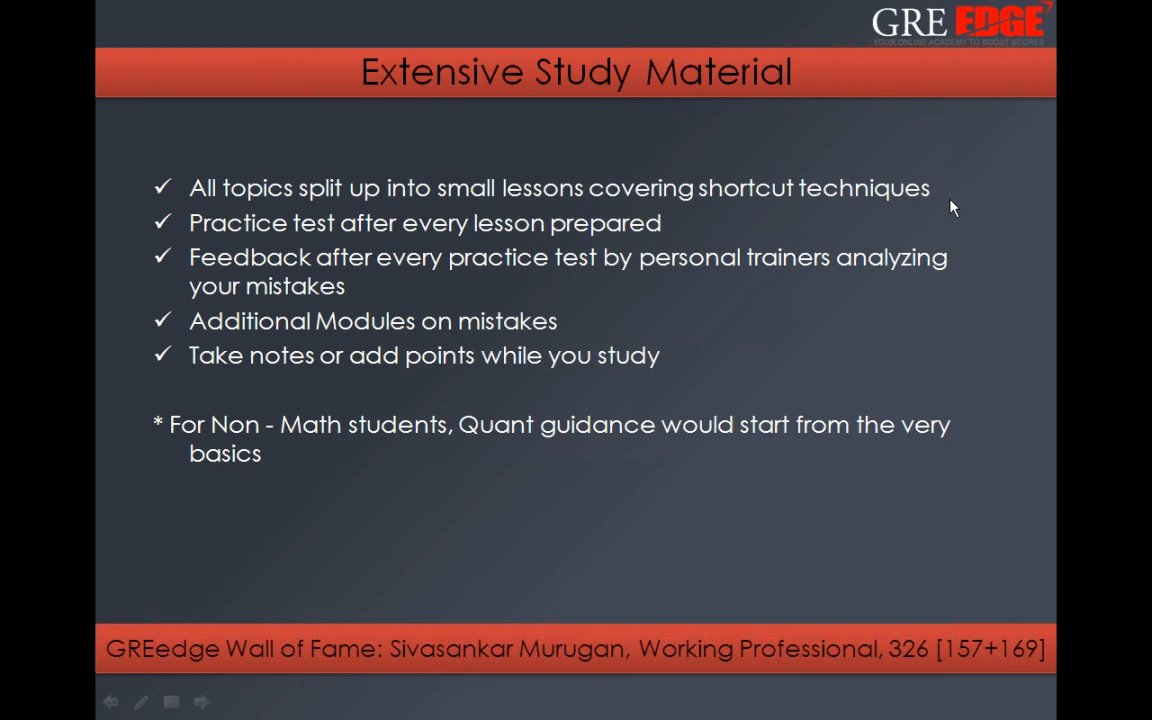 GRE EDGE
YOUR ONLINE ACADEMY TO BOOST SCORES
Extensive Study Material
✓ All topics split up into small lessons covering shortcut techniques
✓ Practice test after every lesson prepared
✓ Feedback after every practice test by personal trainers analyzing
your mistakes
✓ Additional Modules on mistakes
✓ Take notes or add points while you study
* For Non - Math students, Quant guidance would start from the very
basics
GREedge Wall of Fame: Sivasankar Murugan, Working Professional, 326 [157+169]